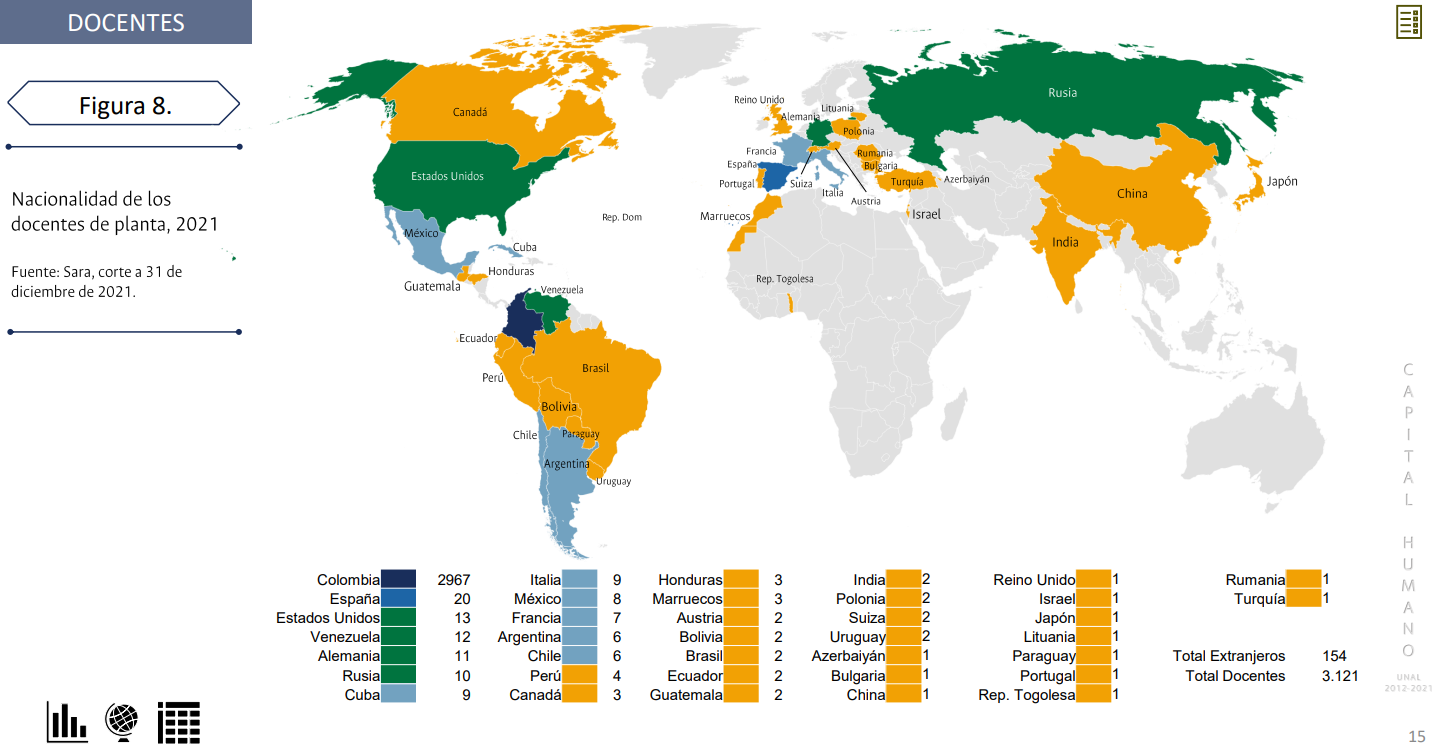 DOCENTES
Figura 8.
Nacionalidad de los
docentes de planta, 2021
Fuente: Sara, corte a 31 de
diciembre de 2021.
Canadá
Estados Unidos
México
Cuba
Rep. Dom
Honduras
Guatemala
Venezuela
Ecuador
Perú
Brasil
Bolivia
Chile
Paraguay
Argentina
Uruguay
Reino Unido
Lituania
Alemania
Polonia
Francia
Rumania
España
Bulgaria
Portugal
Suiza
Turquía
Azerbaiyán
Italia
Austria
Marruecos
Israel
Rep. Togolesa
Rusia
China
Japón
India
Colombia 2967
España 20
Estados Unidos 13
Venezuela 12
Alemania 11
Rusia 10
Cuba 9
Italia 9
México 8
Francia 7
Argentina 6
Chile 6
Perú 4
Canadá 3
Honduras 3
Marruecos 3
Austria 2
Bolivia 2
Brasil 2
Ecuador 2
Guatemala 2
India 2
Polonia 2
Suiza 2
Uruguay 2
Azerbaiyán 1
Bulgaria 1
China 1
Reino Unido 1
Israel 1
Japón 1
Lituania 1
Paraguay 1
Portugal 1
Rep. Togolesa 1
Rumania 1
Turquía 1
Total Extranjeros 154
Total Docentes 3.121
CAPITAL HUMANO
UNAL
2012-2021
15